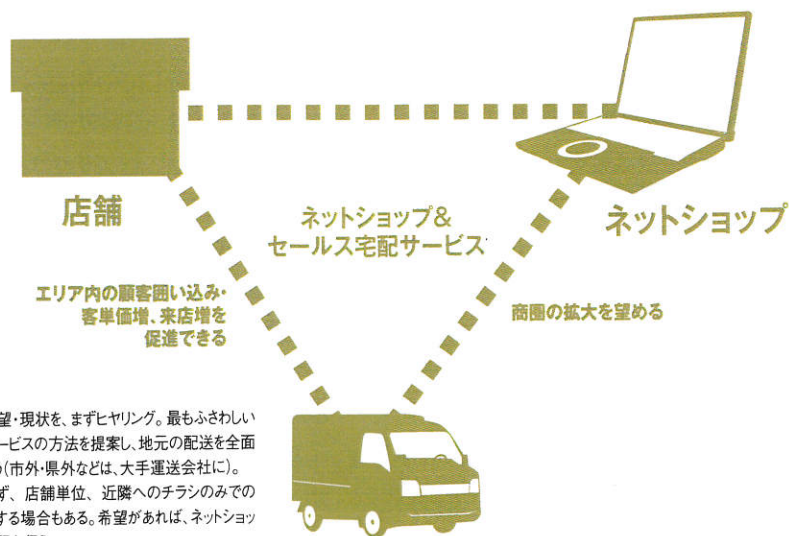 店舗
ネットショップ
ネットショップ&
セールス宅配サービス
エリア内の顧客囲い込み・
客単価増、来店増を
促進できる
商圏の拡大を望める
望・現状を、まずヒヤリング。最もふさわしい
ービスの方法を提案し、地元の配送を全面
(市外・県外などは、大手運送会社に)。
ず、店舗単位、近隣へのチラシのみでの
する場合もある。希望があれば、ネットショッ